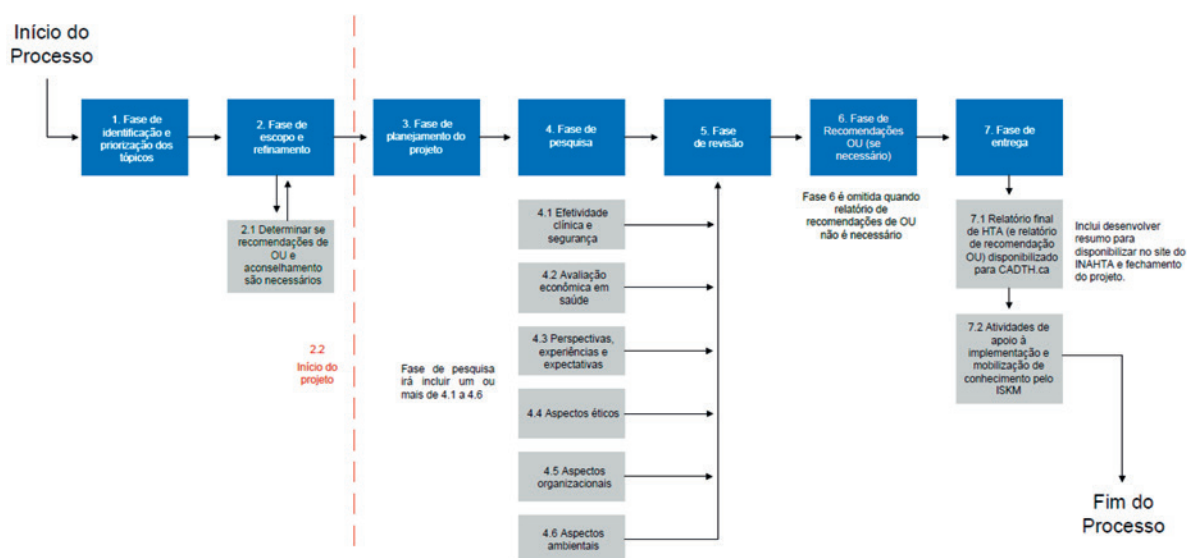 Início do
Processo
1. Fase de
identificação e
priorização dos
tópicos
2. Fase de
escopo e
refinamento
3. Fase de
planejamento do
projeto
4. Fase de
pesquisa
5. Fase
de revisão
6. Fase de
Recomendações
OU (se
necessário)
7. Fase de
entrega
2.1 Determinar se
recomendações de
OU e
aconselhamento
são necessários
2.2
Início do
projeto
Fase de pesquisa
irá incluir um ou
mais de 4.1 a 4.6
4.1 Efetividade
clínica e
segurança
4.2 Avaliação
econômica em
saúde
4.3 Perspectivas,
experiências e
expectativas
4.4 Aspectos éticos
4.5 Aspectos
organizacionais
4.6 Aspectos
ambientais
Fase 6 é omitida quando
relatório de
recomendações de OU
não é necessário
7.1 Relatório final
de HTA (e relatório
de recomendação
OU) disponibilizado
para CADTH.ca
Inclui desenvolver
resumo para
disponibilizar no site do
INAHTA e fechamento
do projeto.
7.2 Atividades de
apoio à
implementação e
mobilização de
conhecimento pelo
ISKM
Fim do
Processo